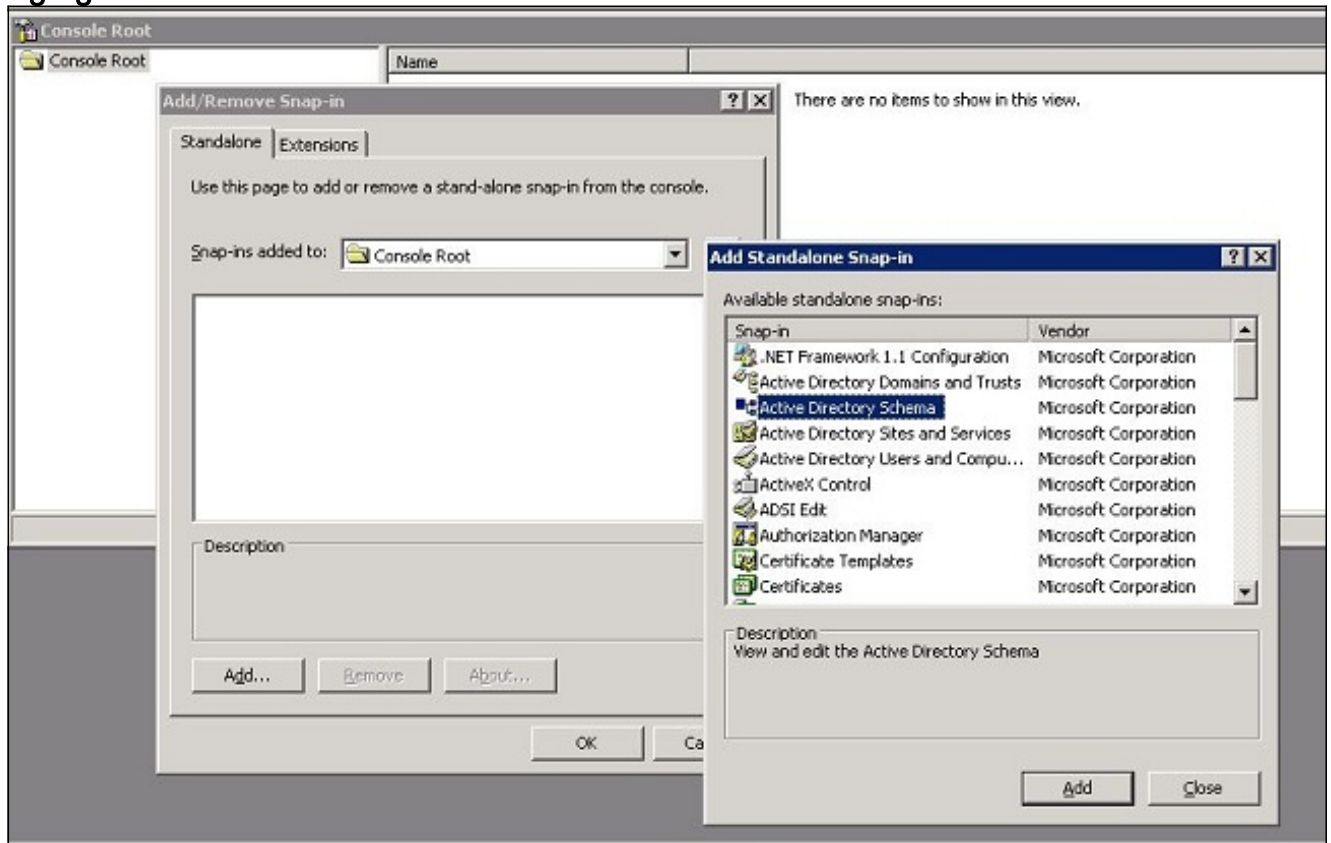 Console Root
Console Root
Name
There are no items to show in this view.
Add/Remove Snap-in
Standalone
Extensions
Use this page to add or remove a stand-alone snap-in from the console.
Snap-ins added to:
Console Root
Description
Add...
Remove
About...
OK
Ca
Add Standalone Snap-in
Available standalone snap-ins:
Snap-in Vendor
.NET Framework 1.1 Configuration Microsoft Corporation
Active Directory Domains and Trusts Microsoft Corporation
Active Directory Schema Microsoft Corporation
Active Directory Sites and Services Microsoft Corporation
Active Directory Users and Compu... Microsoft Corporation
ActiveX Control Microsoft Corporation
ADSI Edit Microsoft Corporation
Authorization Manager Microsoft Corporation
Certificate Templates Microsoft Corporation
Certificates Microsoft Corporation
Description
View and edit the Active Directory Schema
Add
Close